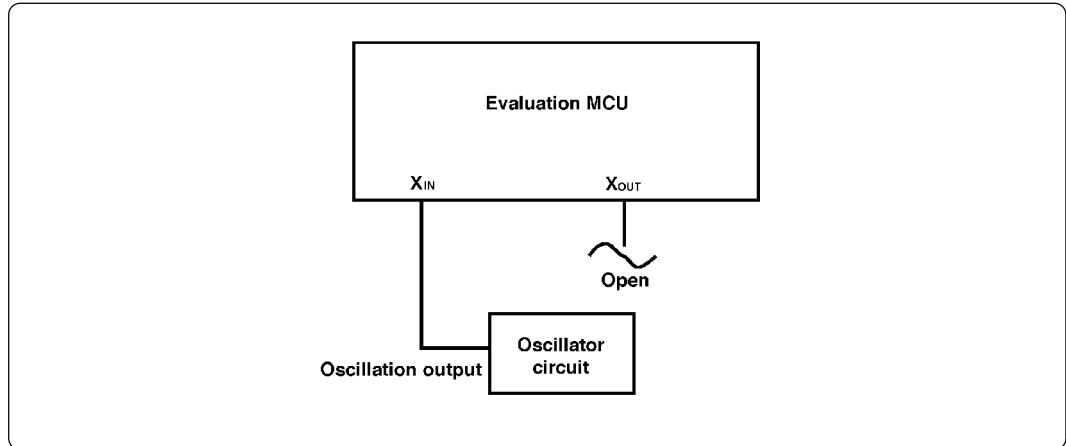 Evaluation MCU
XIN
XOUT
Open
Oscillation output
Oscillator
circuit